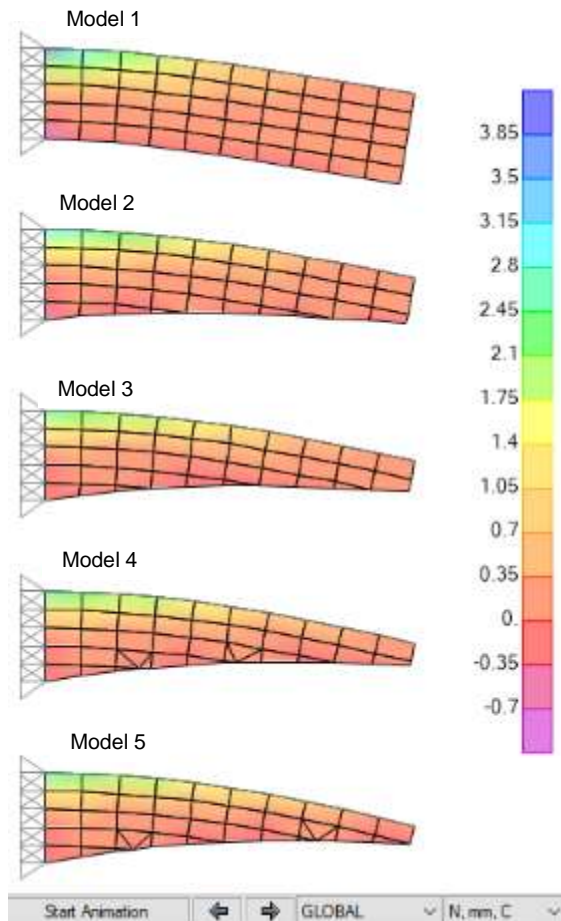 Model 1
Model 2
Model 3
Model 4
Model 5
3.85
3.5
3.15
2.8
2.45
2.1
1.75
1.4
1.05
0.7
0.35
0.
-0.35
-0.7
Start Animation GLOBAL N, mm, C